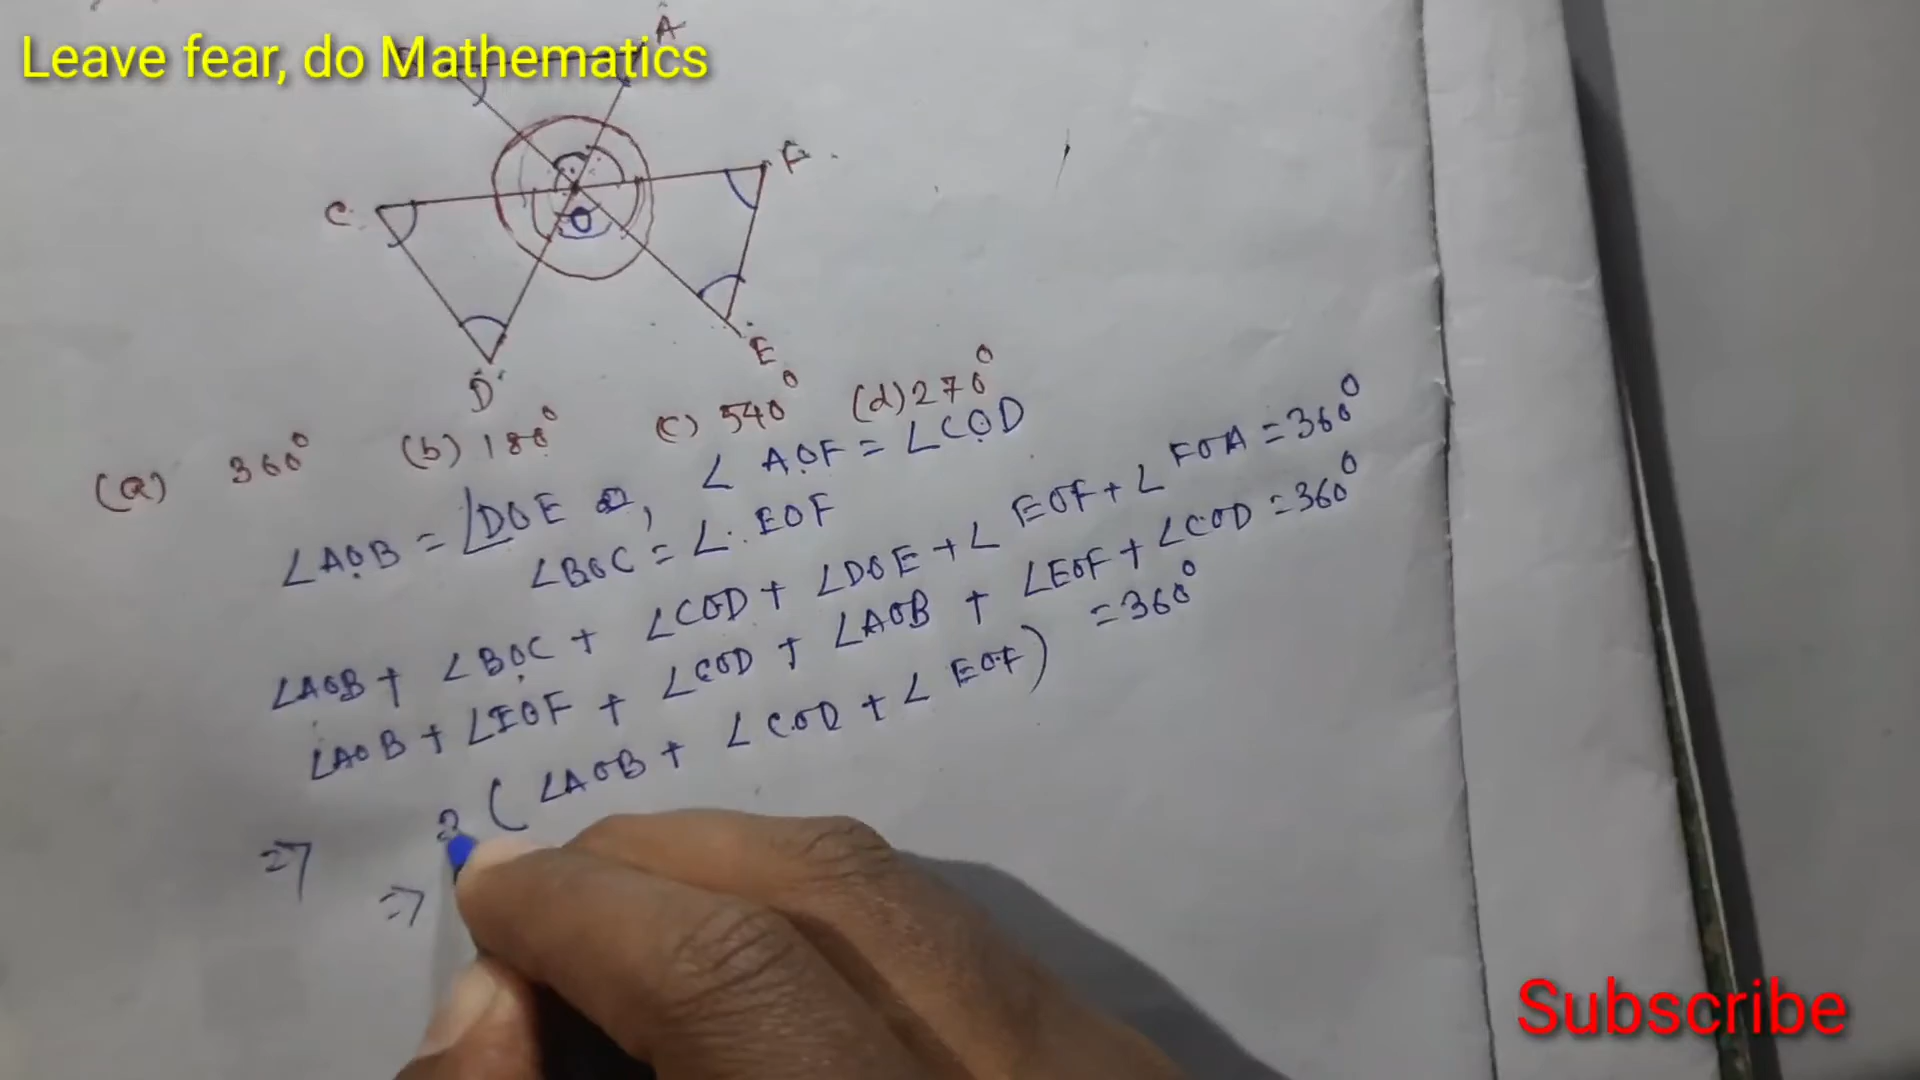 A
Leave fear, do Mathematics
F
C
O
E
D
(a) 360° (b) 180° (c) 540° (d) 270°
∠AOB = ∠DOE , ∠AOF = ∠COD
∠BOC = ∠EOF
∠AOB + ∠BOC + ∠COD + ∠DOE + ∠EOF + ∠FOA = 360°
∠AOB + ∠EOF + ∠COD + ∠AOB + ∠EOF + ∠COD = 360°
⇒ 2 (∠AOB + ∠COD + ∠EOF) = 360°
⇒
Subscribe